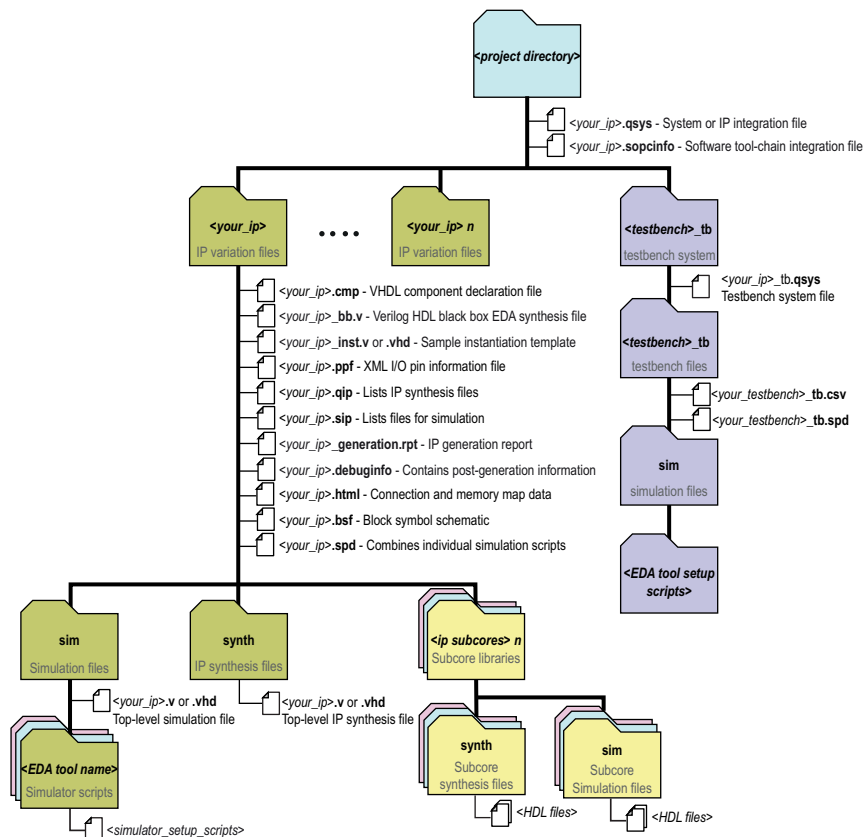 <project directory>
<your_ip>.qsys - System or IP integration file
<your_ip>.sopcinfo - Software tool-chain integration file
<your_ip>
IP variation files
....
<your_ip> n
IP variation files
<testbench>_tb
testbench system
<your_ip>_tb.qsys
Testbench system file
<your_ip>.cmp - VHDL component declaration file
<your_ip>_bb.v - Verilog HDL black box EDA synthesis file
<your_ip>_inst.v or .vhd - Sample instantiation template
<your_ip>.ppf - XML I/O pin information file
<your_ip>.qip - Lists IP synthesis files
<your_ip>.sip - Lists files for simulation
<your_ip>_generation.rpt - IP generation report
<your_ip>.debuginfo - Contains post-generation information
<your_ip>.html - Connection and memory map data
<your_ip>.bsf - Block symbol schematic
<your_ip>.spd - Combines individual simulation scripts
<testbench>_tb
testbench files
<your_testbench>_tb.csv
<your_testbench>_tb.spd
sim
simulation files
<EDA tool setup
scripts>
sim
Simulation files
<your_ip>.v or .vhd
Top-level simulation file
<EDA tool name>
Simulator scripts
<simulator_setup_scripts>
synth
IP synthesis files
<your_ip>.v or .vhd
Top-level IP synthesis file
<ip subcores> n
Subcore libraries
synth
Subcore
synthesis files
<HDL files>
sim
Subcore
Simulation files
<HDL files>